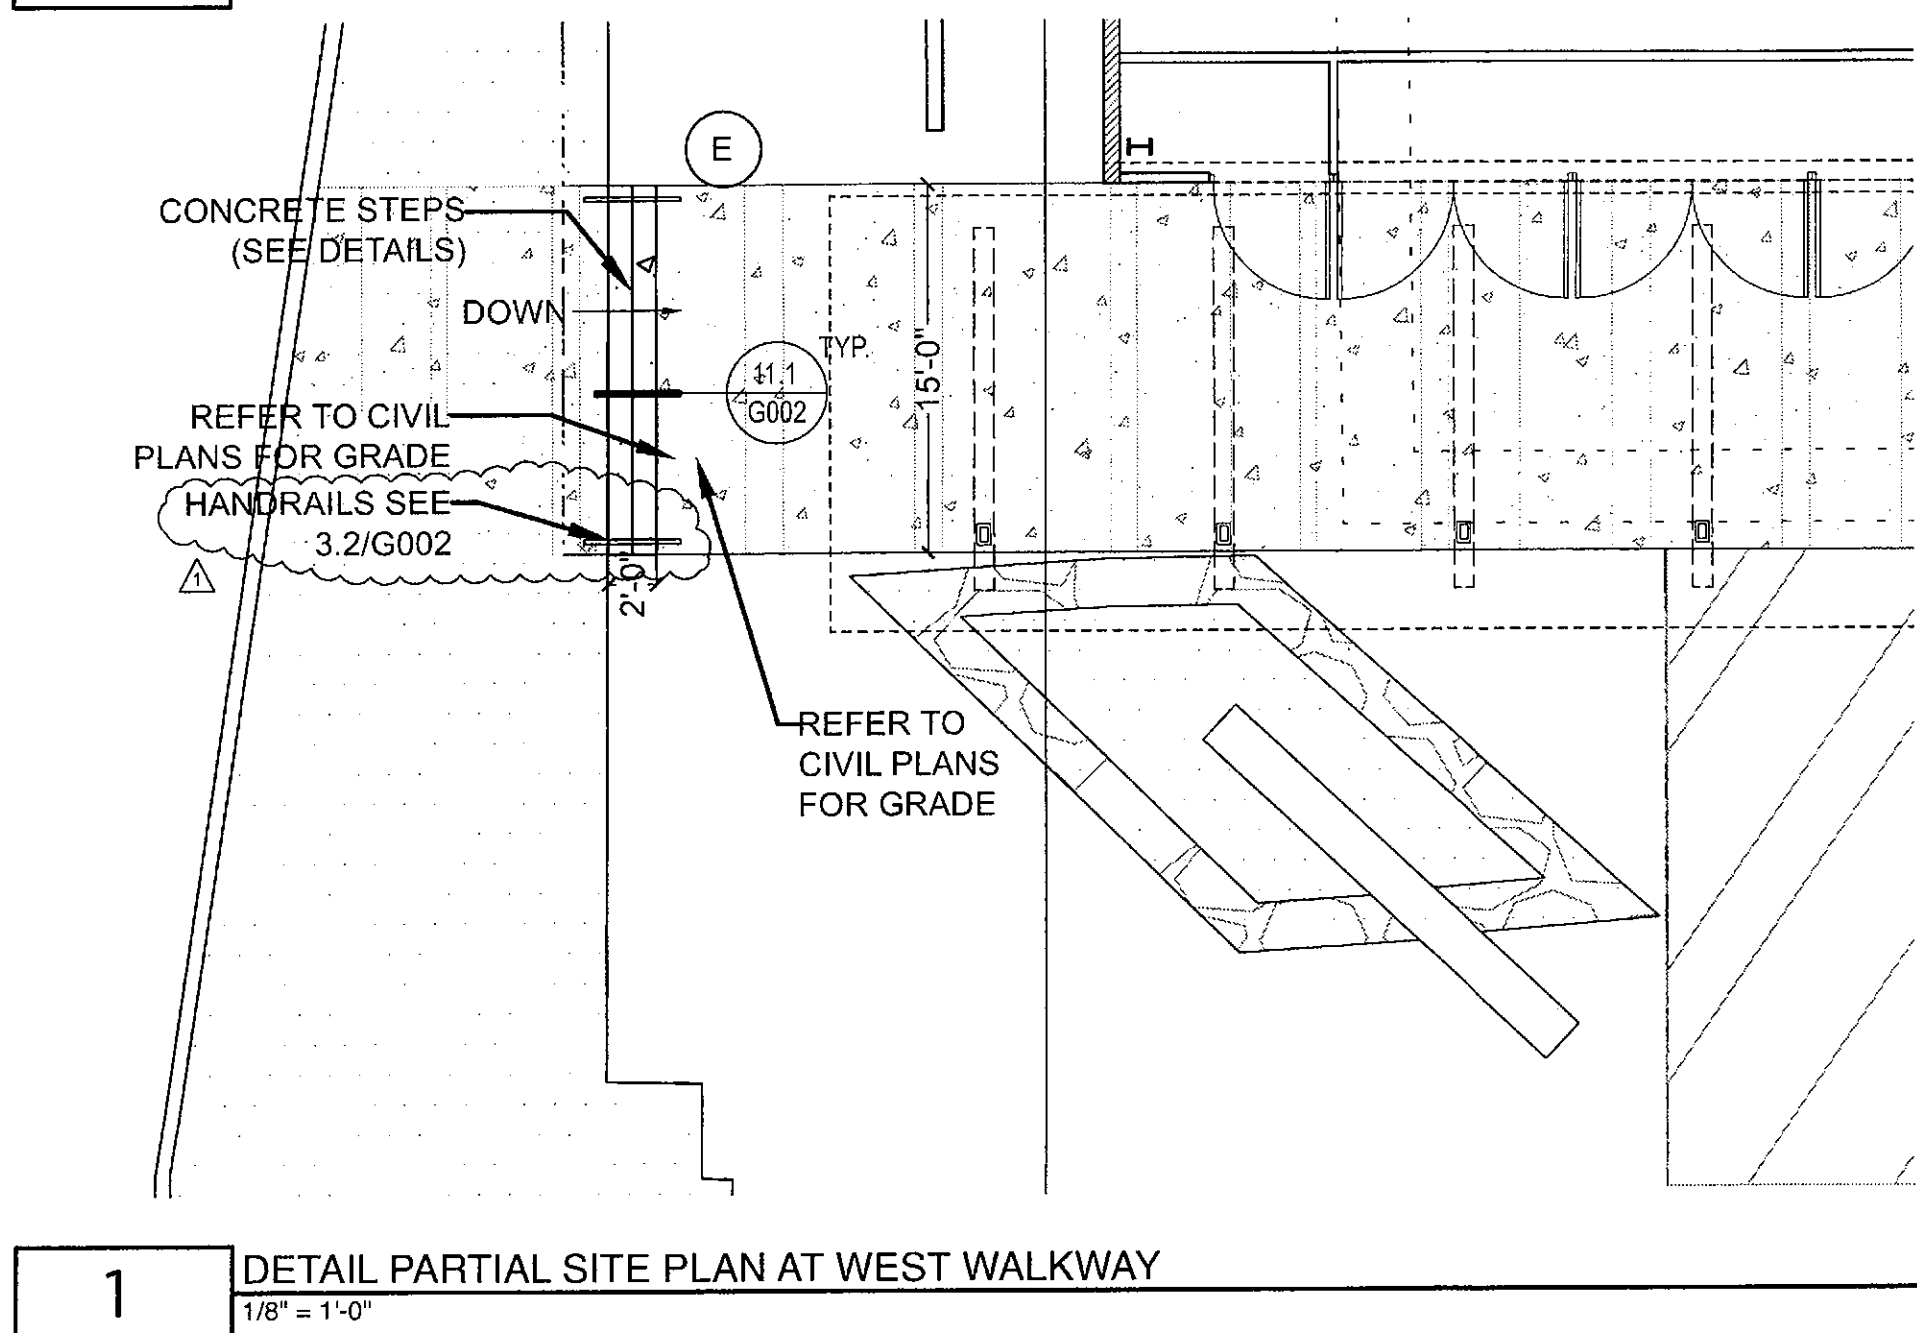 E
CONCRETE STEPS
(SEE DETAILS)
DOWN
TYP.
11.1
G002
15'-0"
REFER TO CIVIL
PLANS FOR GRADE
HANDRAILS SEE
3.2/G002
1
2'-0"
REFER TO
CIVIL PLANS
FOR GRADE
1
DETAIL PARTIAL SITE PLAN AT WEST WALKWAY
1/8" = 1'-0"